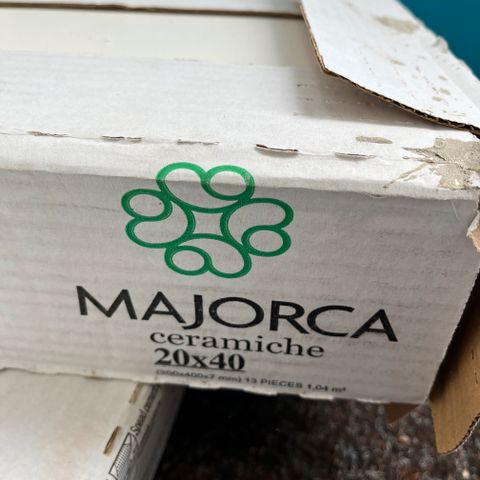 MAJORCA
ceramiche
20x40
(200x400x7 mm) 13 PIECES 1,04 m²